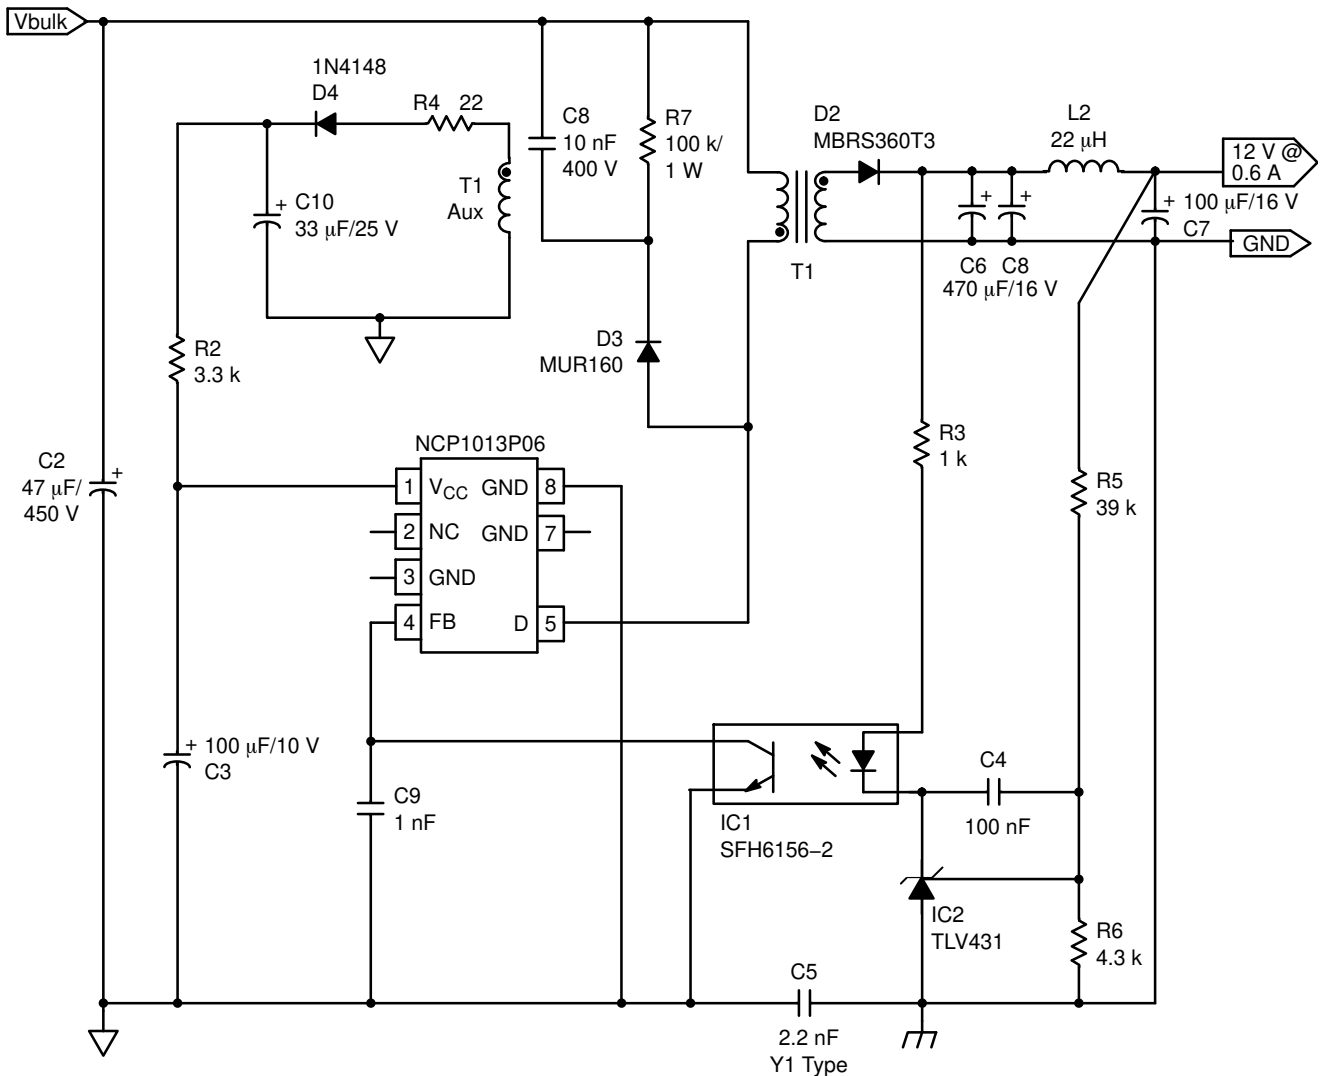 Vbulk
1N4148
D4
R4 22
C8
10 nF
400 V
R7
100 k/
1 W
D2
MBRS360T3
L2
22 μH
12 V @
0.6 A
T1
Aux
+ C10
33 μF/25 V
+
+
+ 100 μF/16 V
C7
GND
T1
C6 C8
470 μF/16 V
R2
3.3 k
D3
MUR160
NCP1013P06
R3
1 k
C2
47 μF/
450 V
+
R5
39 k
1 VCC GND 8
2 NC GND 7
3 GND
4 FB D 5
+ 100 μF/10 V
C3
C9
1 nF
IC1
SFH6156–2
C4
100 nF
IC2
TLV431
R6
4.3 k
C5
2.2 nF
Y1 Type